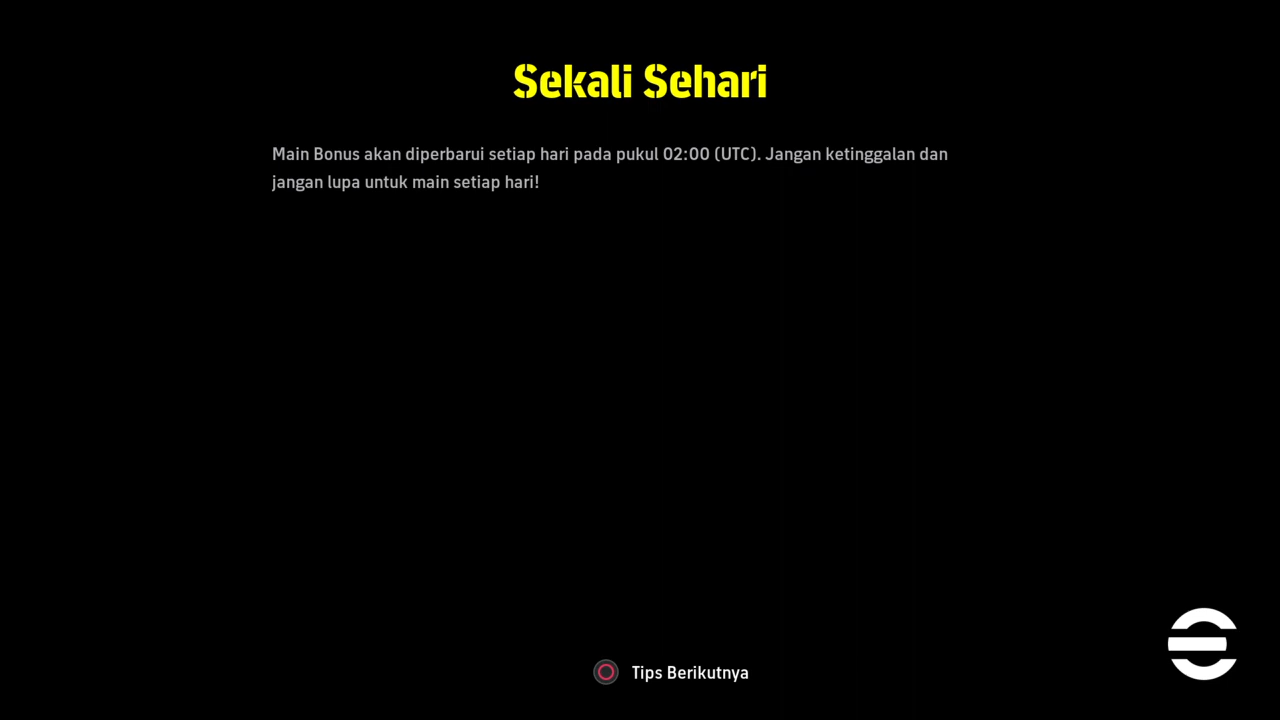 Sekali Sehari
Main Bonus akan diperbarui setiap hari pada pukul 02:00 (UTC). Jangan ketinggalan dan
jangan lupa untuk main setiap hari!
Tips Berikutnya